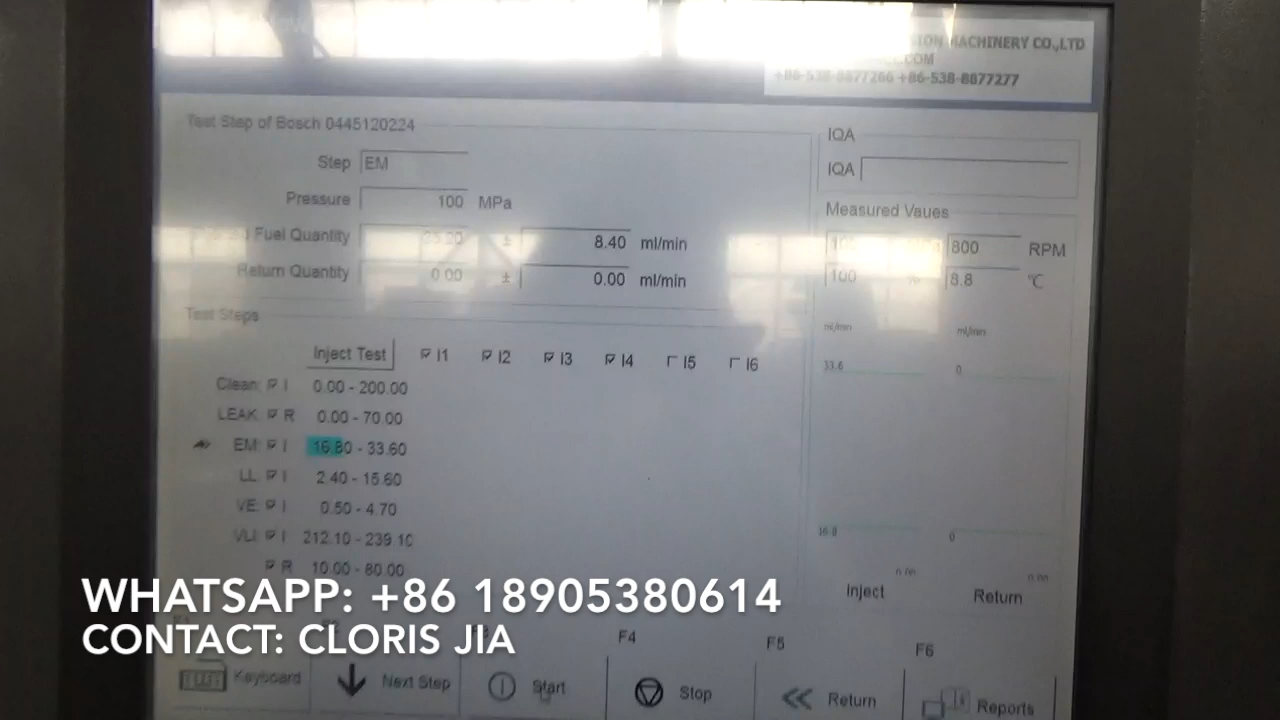 ION MACHINERY CO.,LTD
.COM
+86-538-8877266 +86-538-8877277
Test Step of Bosch 0445120224
IQA
Step EM
IQA
Pressure 100 MPa
Measured Vaues
Fuel Quantity ± 8.40 ml/min
800 RPM
Return Quantity 0.00 ± 0.00 ml/min
100 % 8.8 °C
Test Steps
ml/min ml/min
Inject Test I1 I2 I3 I4 I5 I6
33.6 0
Clean: I 0.00 - 200.00
LEAK: R 0.00 - 70.00
EM: I 16.80 - 33.60
LL: I 2.40 - 15.60
VE: I 0.50 - 4.70
VLI: I 212.10 - 239.10
16.8 0
R 10.00 - 80.00
0.00 0.00
Inject Return
WHATSAPP: +86 18905380614
CONTACT: CLORIS JIA
F4 F5 F6
Keyboard Next Step Start Stop Return Reports